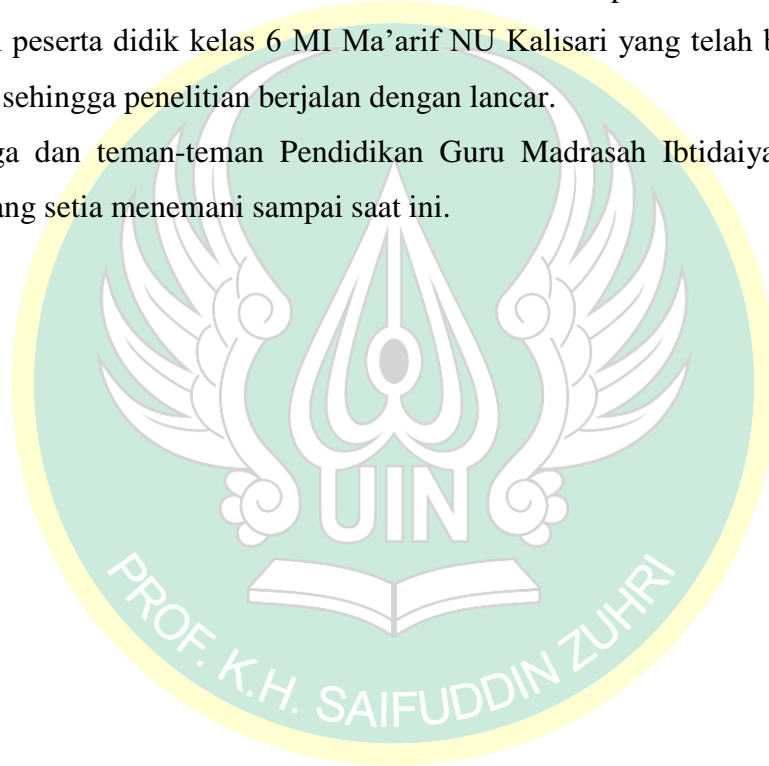 peserta didik kelas 6 MI Ma’arif NU Kalisari yang telah
sehingga penelitian berjalan dengan lancar.
dan teman-teman Pendidikan Guru Madrasah
setia menemani sampai saat ini.
UIN
PROF. K.H. SAIFUDDIN ZUHRI